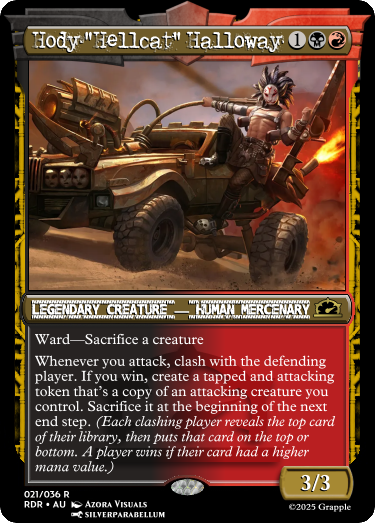 Hody "Hellcat" Halloway 1
Legendary Creature — Human Mercenary
Ward—Sacrifice a creature
Whenever you attack, clash with the defending
player. If you win, create a tapped and attacking
token that's a copy of an attacking creature you
control. Sacrifice it at the beginning of the next
end step. (Each clashing player reveals the top card
of their library, then puts that card on the top or
bottom. A player wins if their card had a higher
mana value.)
3/3
021/036 R
RDR • AU Azora Visuals
SILVERPARABELLUM
©2025 Grapple